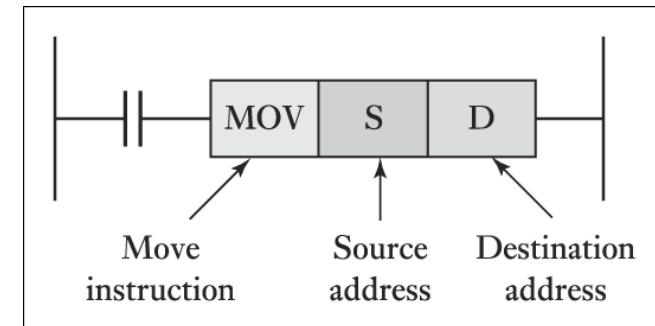 MOV S D
Move instruction
Source address
Destination address